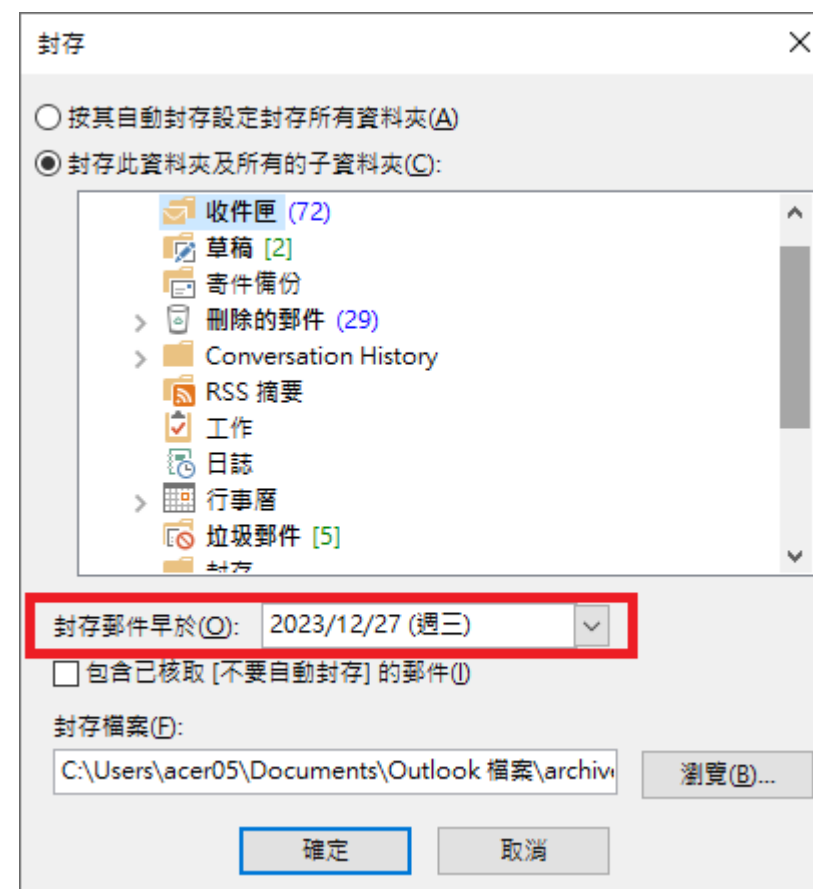 封存
按其自動封存設定封存所有資料夾(A)
封存此資料夾及所有的子資料夾(C):
收件匣 (72)
草稿 [2]
寄件備份
刪除的郵件 (29)
Conversation History
RSS 摘要
工作
日誌
行事曆
垃圾郵件 [5]
封存
封存郵件早於(O): 2023/12/27 (週三)
包含已核取 [不要自動封存] 的郵件(I)
封存檔案(F):
C:\Users\acer05\Documents\Outlook 檔案\archiv
瀏覽(B)...
確定 取消